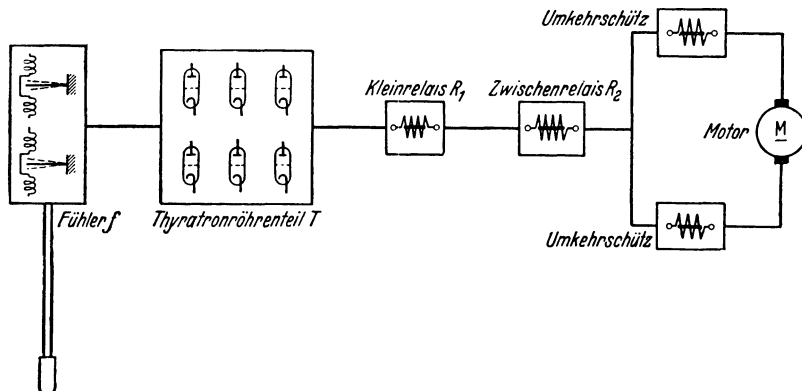 Umkehrschütz
Kleinrelais R1
Zwischenrelais R2
Motor
M
Fühler f
Thyratronröhrenteil T
Umkehrschütz